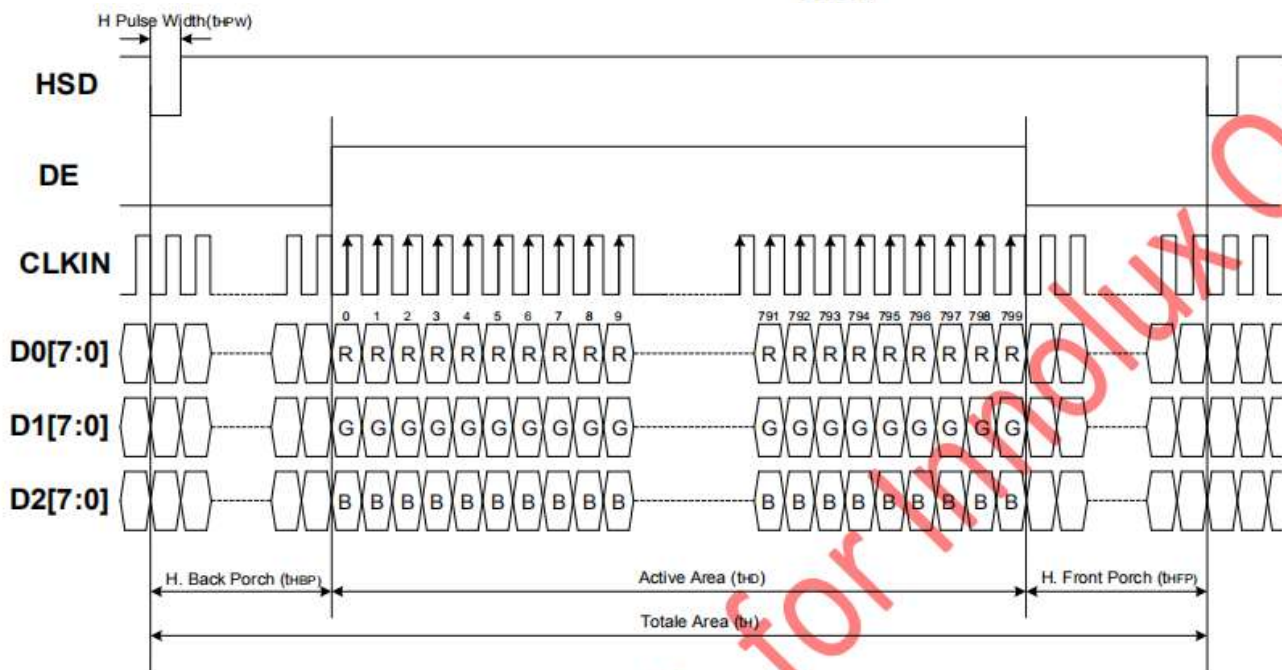 H Pulse Width(tHPW)
HSD
DE
CLKIN
0 1 2 3 4 5 6 7 8 9 791 792 793 794 795 796 797 798 799
D0[7:0] R R R R R R R R R R R R R R R R R R R
D1[7:0] G G G G G G G G G G G G G G G G G G G
D2[7:0] B B B B B B B B B B B B B B B B B B B
H. Back Porch (tHBP) Active Area (tHD) H. Front Porch (tHFP)
Totale Area (tH)
for Innolux O